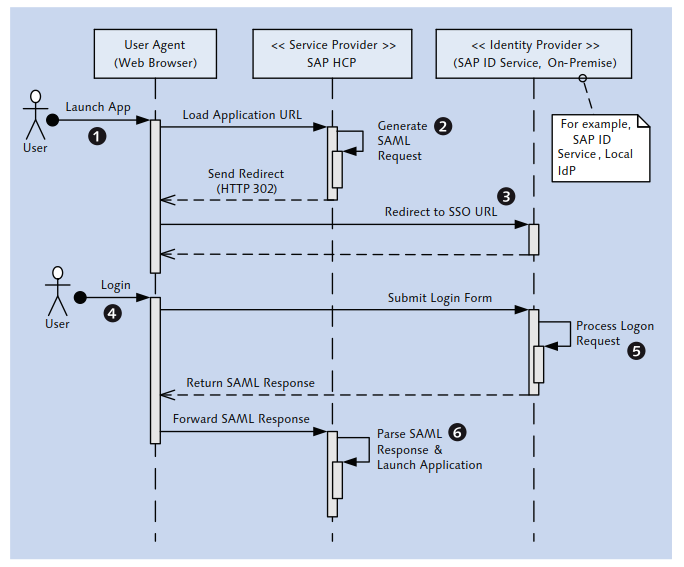 User Agent
(Web Browser)
<< Service Provider >>
SAP HCP
<< Identity Provider >>
(SAP ID Service, On-Premise)
For example,
SAP ID
Service, Local
IdP
User
Launch App
1
Load Application URL
Generate
SAML
Request
2
Send Redirect
(HTTP 302)
3
Redirect to SSO URL
User
Login
4
Submit Login Form
Process Logon
Request
5
Return SAML Response
Forward SAML Response
Parse SAML
Response &
Launch Application
6